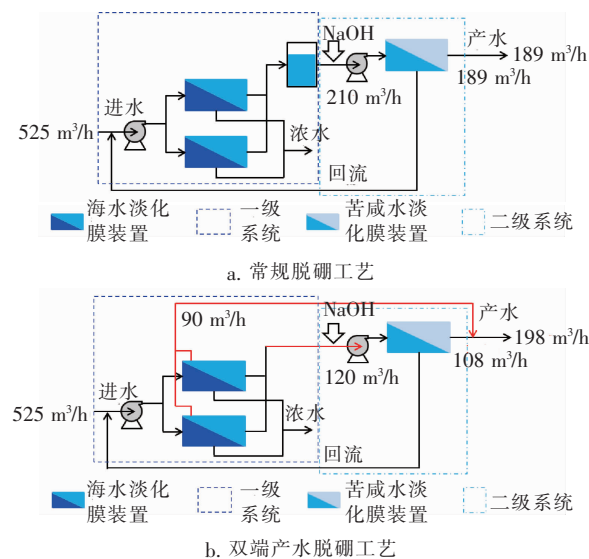 NaOH
产水
189 m³/h
189 m³/h
210 m³/h
进水
525 m³/h
浓水
回流
海水淡化
膜装置
一级
系统
苦咸水淡
化膜装置
二级系统
a. 常规脱硼工艺
90 m³/h
NaOH
产水
198 m³/h
108 m³/h
120 m³/h
进水
525 m³/h
浓水
回流
海水淡化
膜装置
一级
系统
苦咸水淡
化膜装置
二级系统
b. 双端产水脱硼工艺